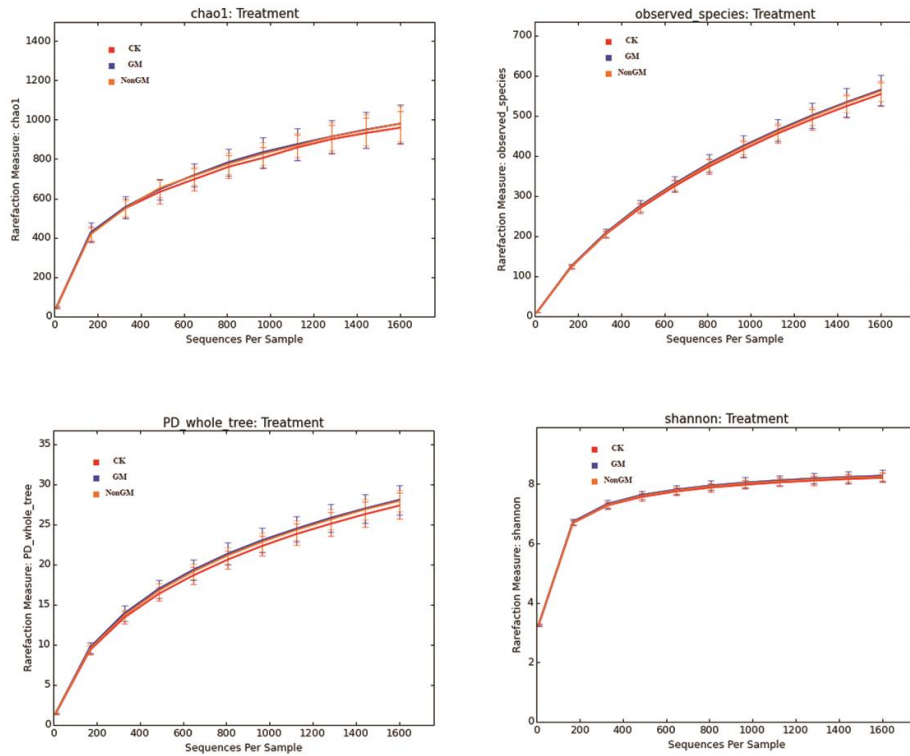 chao1: Treatment
1400
1200
1000
800
600
400
200
0
Rarefaction Measure: chao1
CK
GM
NonGM
0 200 400 600 800 1000 1200 1400 1600
Sequences Per Sample
observed_species: Treatment
700
600
500
400
300
200
100
0
Rarefaction Measure: observed_species
CK
GM
NonGM
0 200 400 600 800 1000 1200 1400 1600
Sequences Per Sample
PD_whole_tree: Treatment
35
30
25
20
15
10
5
0
Rarefaction Measure: PD_whole_tree
CK
GM
NonGM
0 200 400 600 800 1000 1200 1400 1600
Sequences Per Sample
shannon: Treatment
8
6
4
2
0
Rarefaction Measure: shannon
CK
GM
NonGM
0 200 400 600 800 1000 1200 1400 1600
Sequences Per Sample